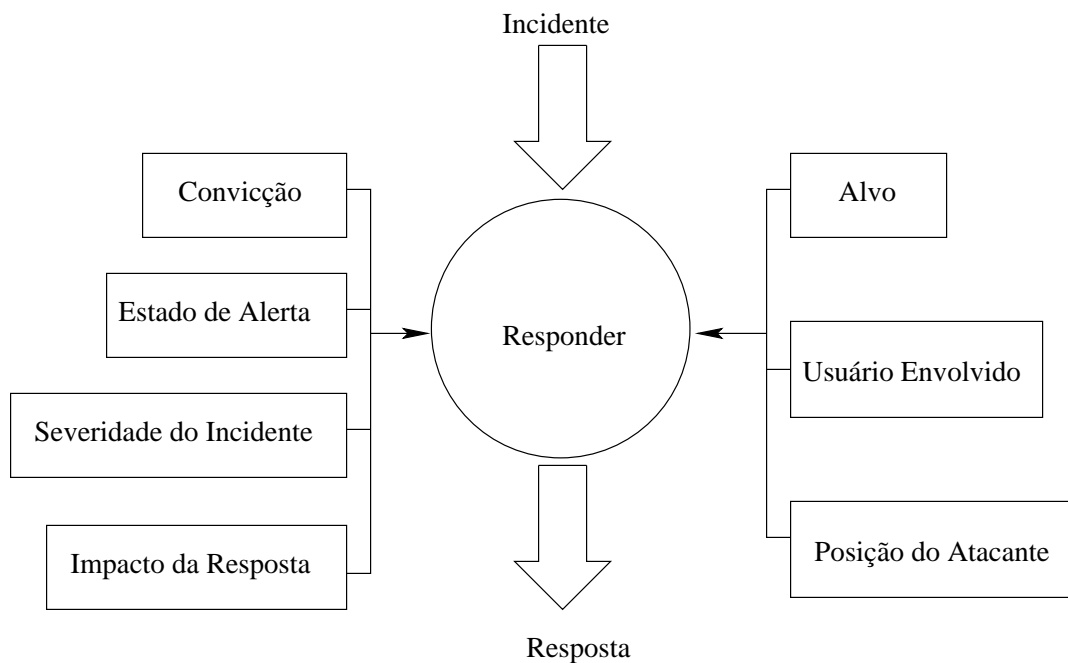 Incidente
Convicção
Alvo
Estado de Alerta
Responder
Usuário Envolvido
Severidade do Incidente
Impacto da Resposta
Posição do Atacante
Resposta